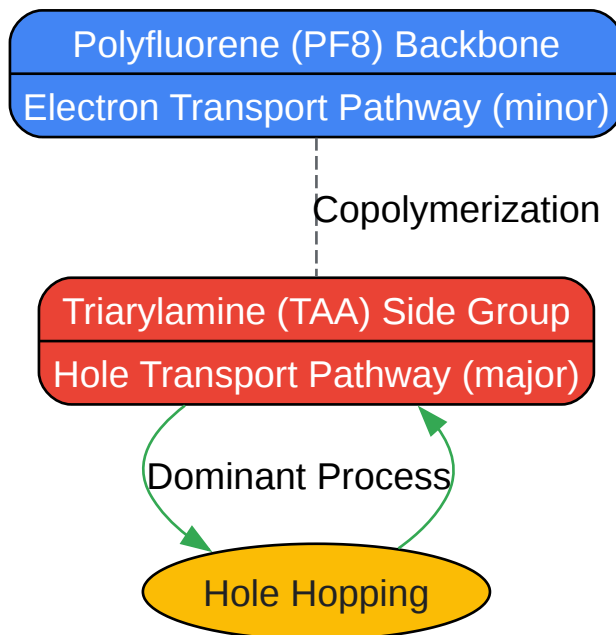 Polyfluorene (PF8) Backbone
Electron Transport Pathway (minor)
Copolymerization
Triarylamine (TAA) Side Group
Hole Transport Pathway (major)
Dominant Process
Hole Hopping